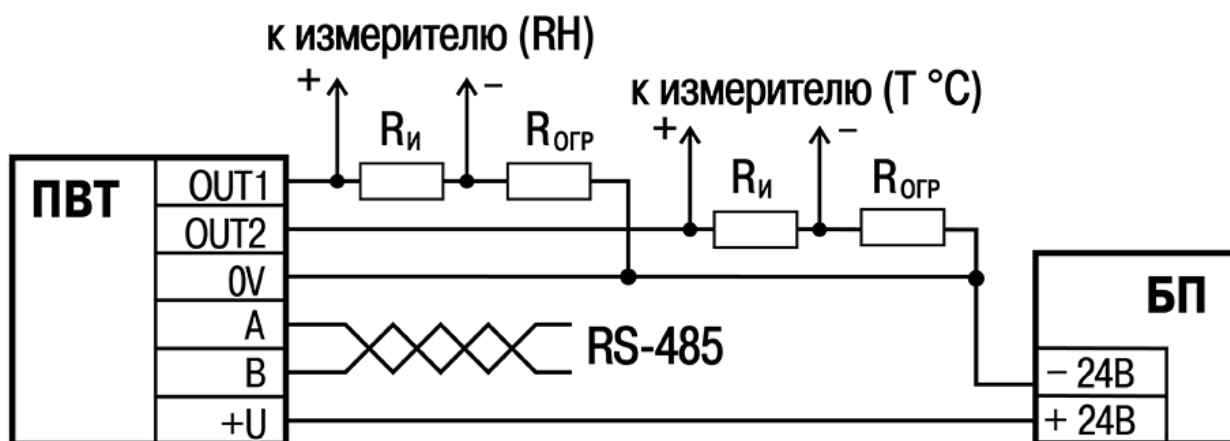 к измерителю (RH)
+
–
к измерителю (T °C)
+
–
Rи
Rогр
Rи
Rогр
ПВТ
OUT1
OUT2
0V
A
B
+U
RS-485
БП
– 24В
+ 24В